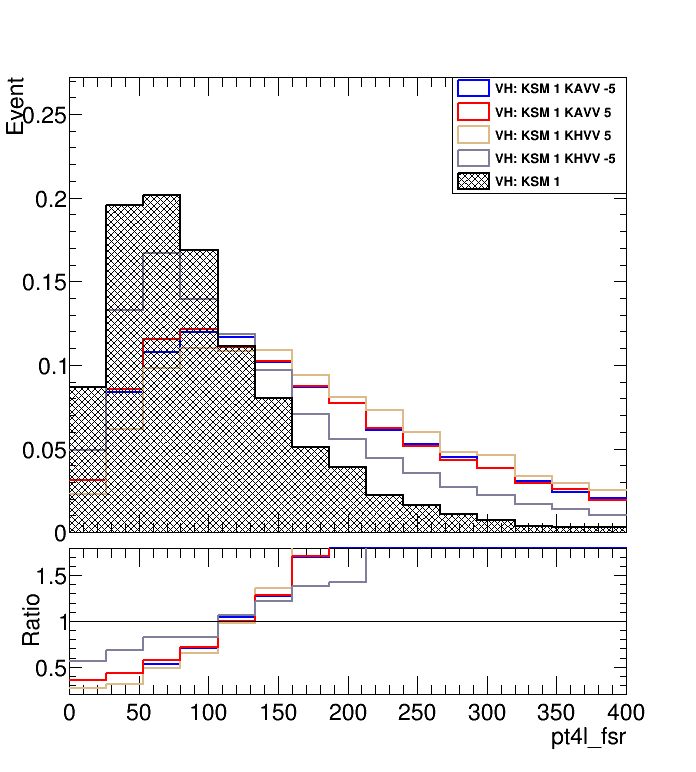 Event
0.25
0.2
0.15
0.1
0.05
0
VH: KSM 1 KAVV -5
VH: KSM 1 KAVV 5
VH: KSM 1 KHVV 5
VH: KSM 1 KHVV -5
VH: KSM 1
Ratio
1.5
1
0.5
0 50 100 150 200 250 300 350 400
pt4l_fsr